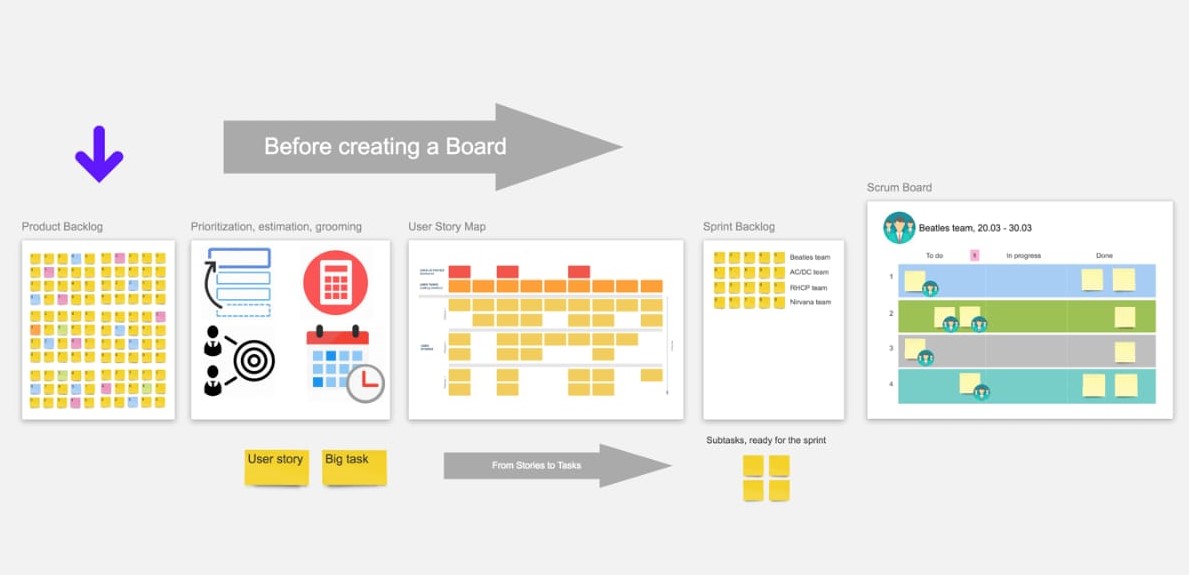 Before creating a Board
Scrum Board
Product Backlog
Prioritization, estimation, grooming
User Story Map
Sprint Backlog
Beatles team, 20.03 - 30.03
To do
In progress
Done
Beatles team
AC/DC team
RHCP team
Nirvana team
1
2
3
4
User story
Big task
From Stories to Tasks
Subtasks, ready for the sprint